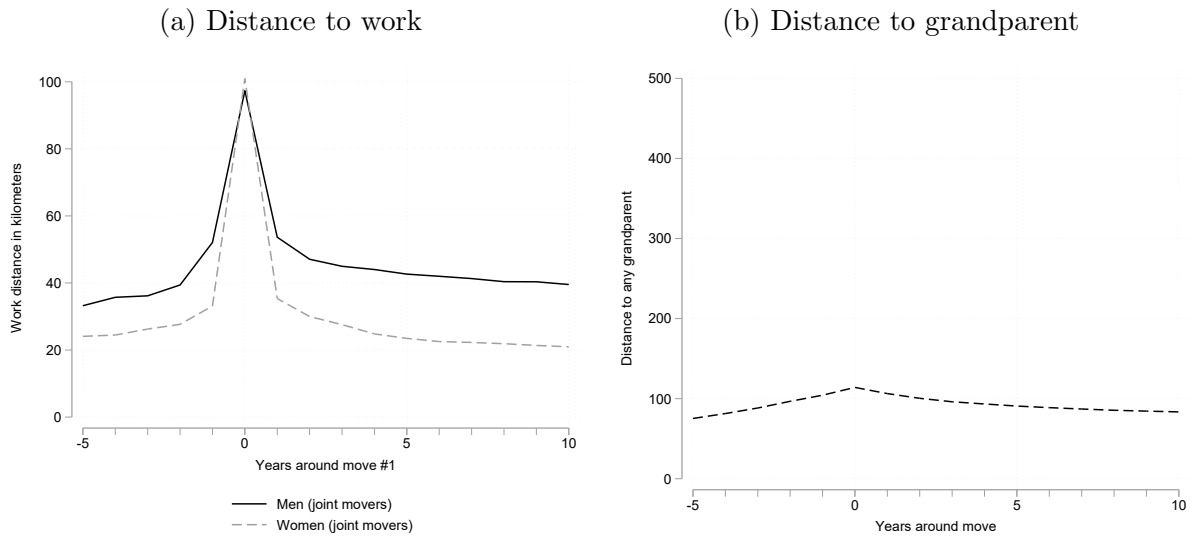 (a) Distance to work
Work distance in kilometers
100
80
60
40
20
0
-5
0
5
10
Years around move #1
Men (joint movers)
Women (joint movers)
(b) Distance to grandparent
Distance to any grandparent
500
400
300
200
100
0
-5
0
5
10
Years around move